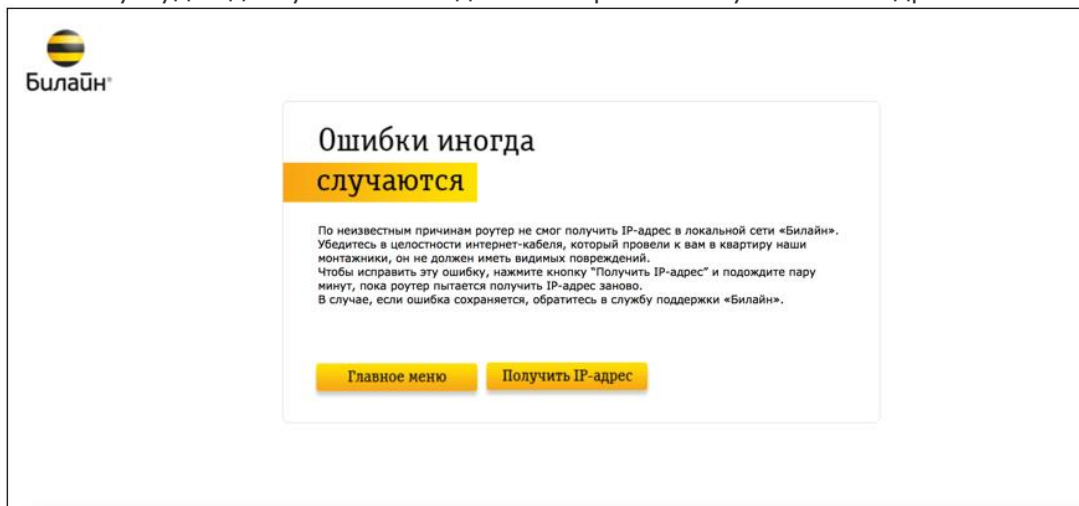 Билайн®
Ошибки иногда
случаются
По неизвестным причинам роутер не смог получить IP-адрес в локальной сети «Билайн».
Убедитесь в целостности интернет-кабеля, который провели к вам в квартиру наши
монтажники, он не должен иметь видимых повреждений.
Чтобы исправить эту ошибку, нажмите кнопку "Получить IP-адрес" и подождите пару
минут, пока роутер пытается получить IP-адрес заново.
В случае, если ошибка сохраняется, обратитесь в службу поддержки «Билайн».
Главное меню
Получить IP-адрес